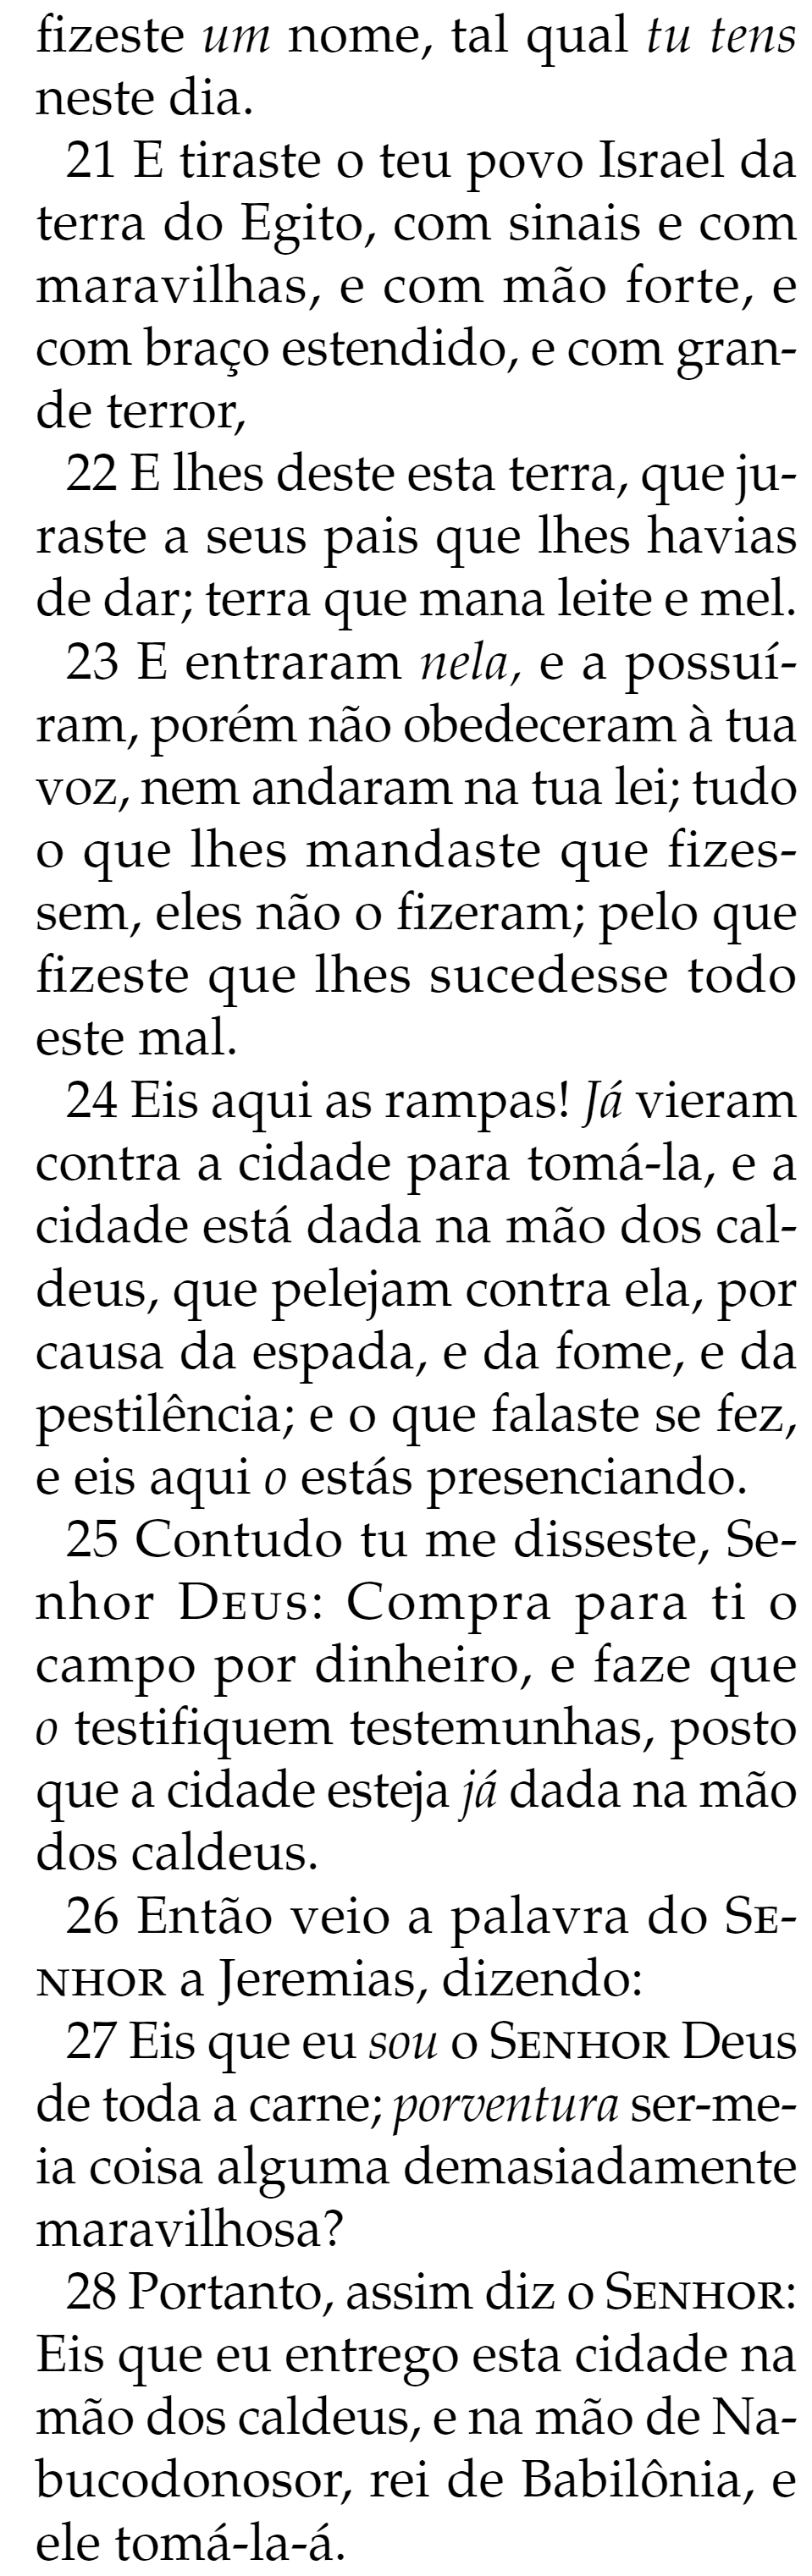 fizeste um nome, tal qual tu tens
neste dia.
21 E tiraste o teu povo Israel da
terra do Egito, com sinais e com
maravilhas, e com mão forte, e
com braço estendido, e com gran-
de terror,
22 E lhes deste esta terra, que ju-
raste a seus pais que lhes havias
de dar; terra que mana leite e mel.
23 E entraram nela, e a possuí-
ram, porém não obedeceram à tua
voz, nem andaram na tua lei; tudo
o que lhes mandaste que fizes-
sem, eles não o fizeram; pelo que
fizeste que lhes sucedesse todo
este mal.
24 Eis aqui as rampas! Já vieram
contra a cidade para tomá-la, e a
cidade está dada na mão dos cal-
deus, que pelejam contra ela, por
causa da espada, e da fome, e da
pestilência; e o que falaste se fez,
e eis aqui o estás presenciando.
25 Contudo tu me disseste, Se-
nhor DEUS: Compra para ti o
campo por dinheiro, e faze que
o testifiquem testemunhas, posto
que a cidade esteja já dada na mão
dos caldeus.
26 Então veio a palavra do SE-
NHOR a Jeremias, dizendo:
27 Eis que eu sou o SENHOR Deus
de toda a carne; porventura ser-me-
ia coisa alguma demasiadamente
maravilhosa?
28 Portanto, assim diz o SENHOR:
Eis que eu entrego esta cidade na
mão dos caldeus, e na mão de Na-
bucodonosor, rei de Babilônia, e
ele tomá-la-á.